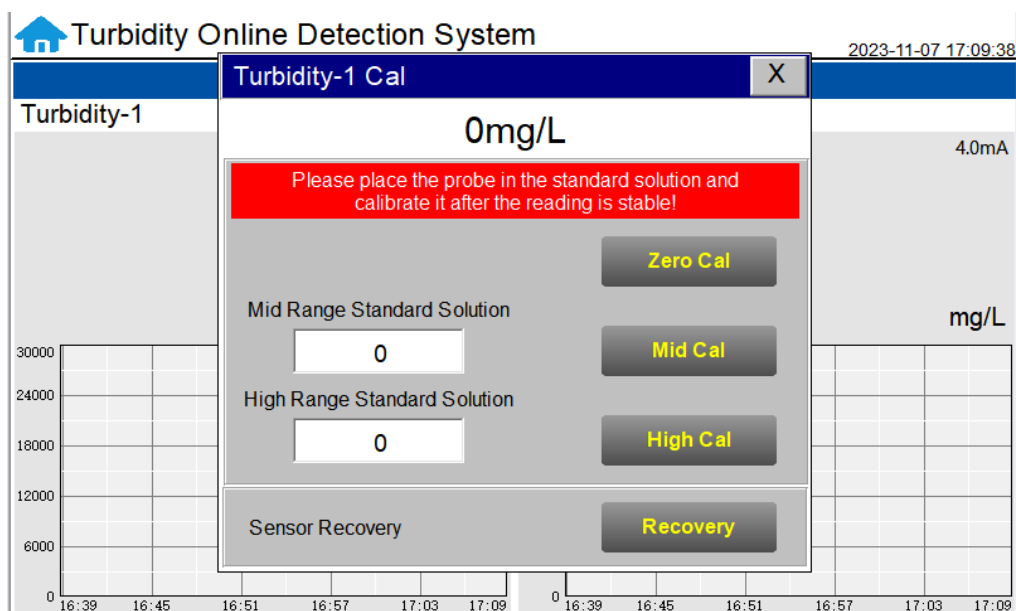 Turbidity Online Detection System
2023-11-07 17:09:38
Turbidity-1 Cal
X
Turbidity-1
0mg/L
4.0mA
Please place the probe in the standard solution and
calibrate it after the reading is stable!
Zero Cal
Mid Range Standard Solution
0
Mid Cal
High Range Standard Solution
0
High Cal
Sensor Recovery
Recovery
mg/L
30000
24000
18000
12000
6000
0
16:39 16:45 16:51 16:57 17:03 17:09
0
16:39 16:45 16:51 16:57 17:03 17:09